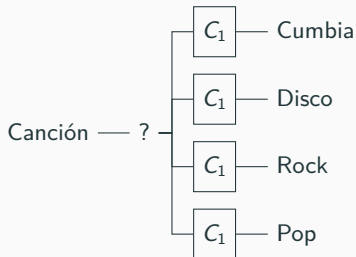 C₁ Cumbia
C₁ Disco
Canción ?
C₁ Rock
C₁ Pop